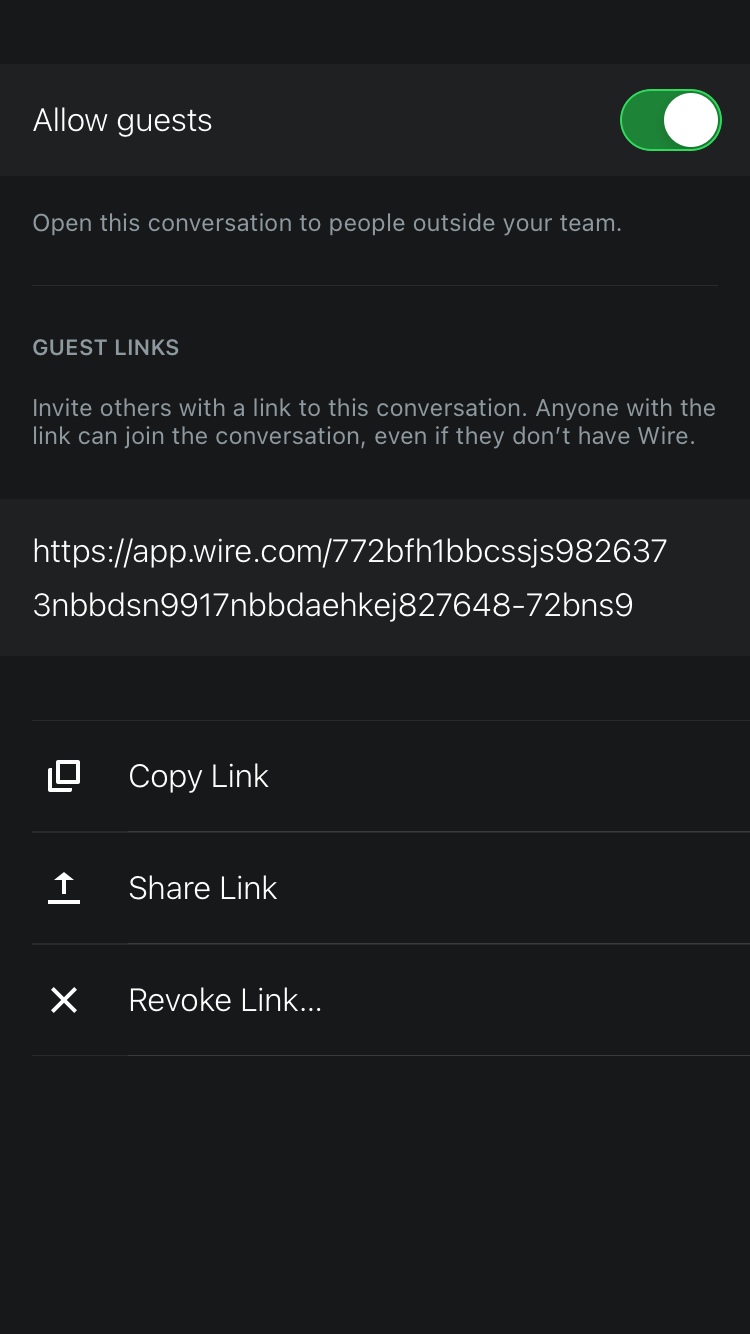 Allow guests
Open this conversation to people outside your team.
GUEST LINKS
Invite others with a link to this conversation. Anyone with the
link can join the conversation, even if they don’t have Wire.
https://app.wire.com/772bfh1bbcssjs982637
3nbbdsn9917nbbdaehkej827648-72bns9
Copy Link
Share Link
Revoke Link...